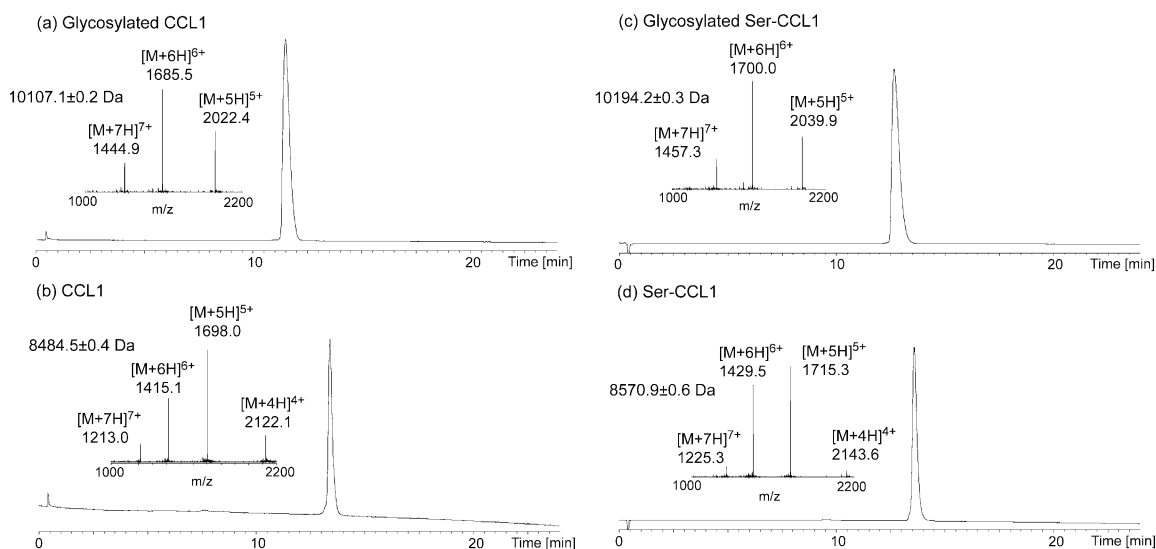 (a) Glycosylated CCL1
[M+6H]6+
1685.5
10107.1±0.2 Da
[M+5H]5+
2022.4
[M+7H]7+
1444.9
1000
2200
m/z
0
10
20
Time [min]
(b) CCL1
[M+5H]5+
1698.0
8484.5±0.4 Da
[M+6H]6+
1415.1
[M+4H]4+
2122.1
[M+7H]7+
1213.0
1000
2200
m/z
0
10
20
Time [min]
(c) Glycosylated Ser-CCL1
[M+6H]6+
1700.0
10194.2±0.3 Da
[M+5H]5+
2039.9
[M+7H]7+
1457.3
1000
2200
m/z
0
10
20
Time [min]
(d) Ser-CCL1
[M+6H]6+
1429.5
[M+5H]5+
1715.3
8570.9±0.6 Da
[M+7H]7+
1225.3
[M+4H]4+
2143.6
1000
2200
m/z
0
10
20
Time [min]